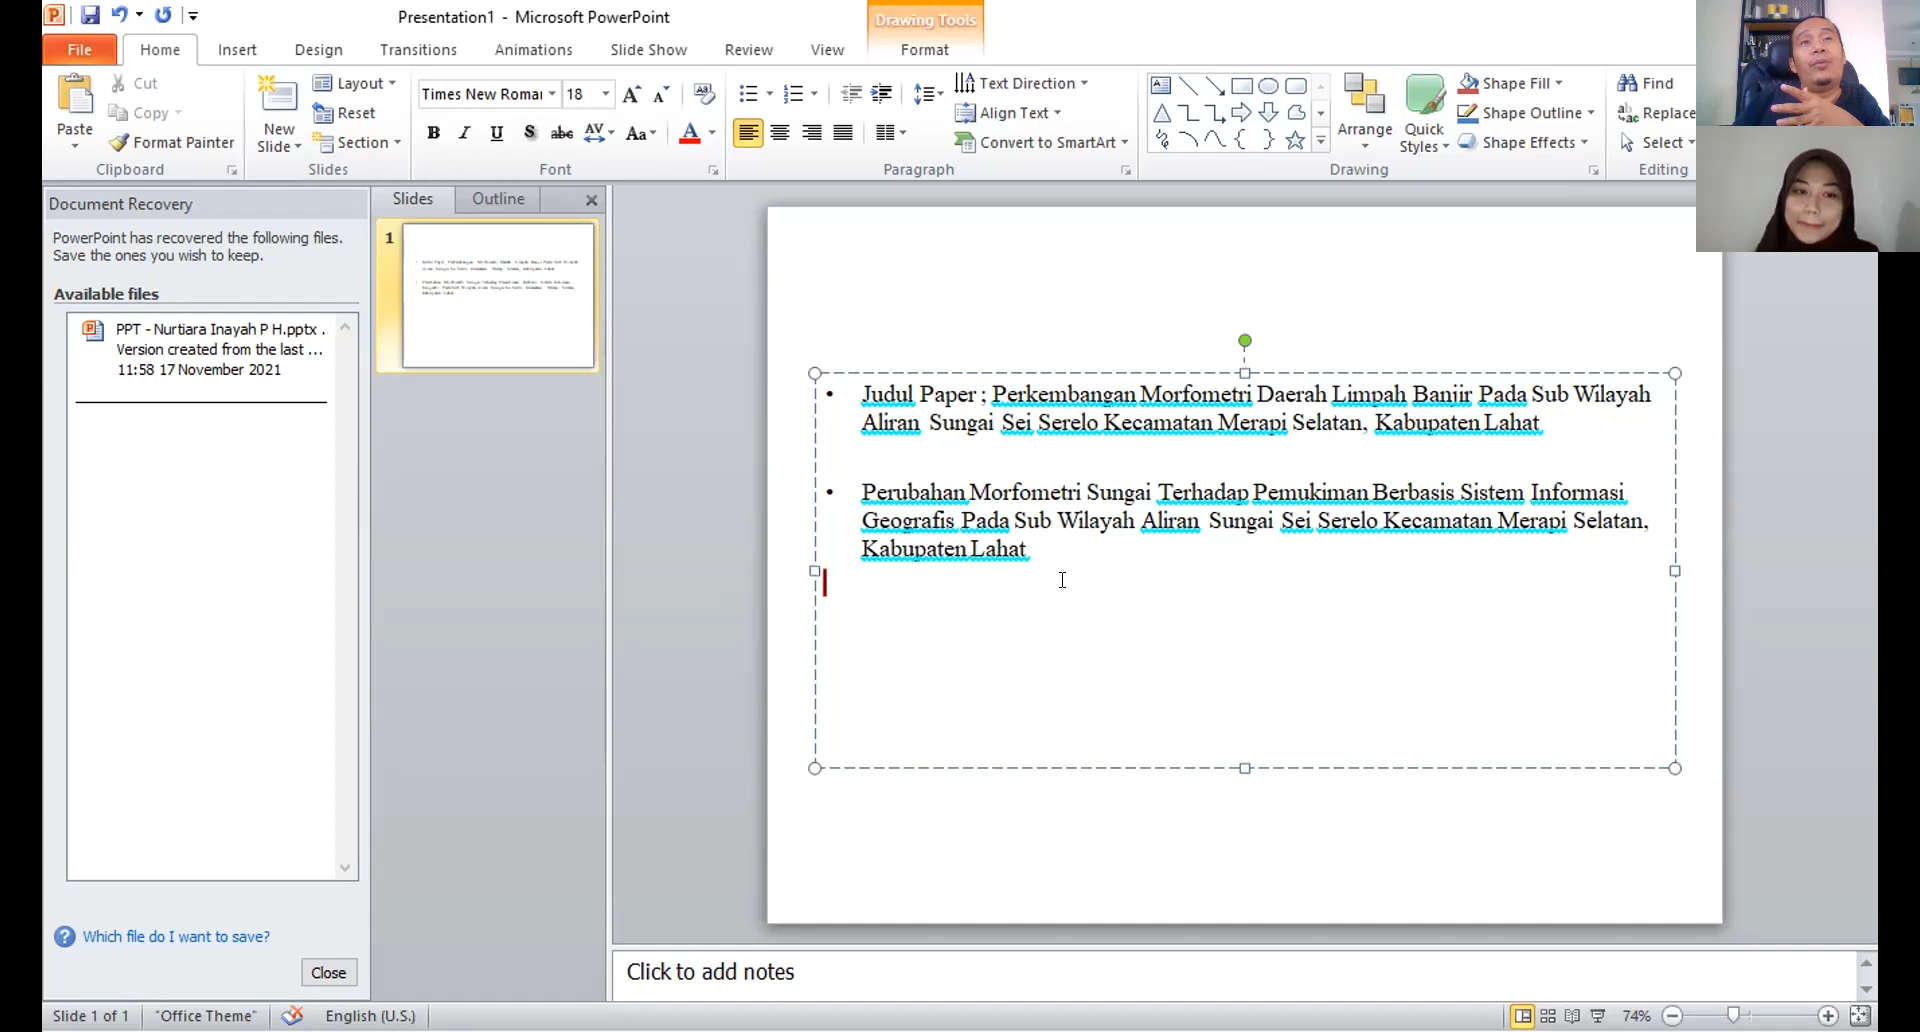 Presentation1 - Microsoft PowerPoint
Drawing Tools
File Home Insert Design Transitions Animations Slide Show Review View Format
Paste
Cut
Copy
Format Painter
Clipboard
New Slide
Layout
Reset
Section
Slides
Times New Roma 18
B I U S abc AV Aa A
Font
Text Direction
Align Text
Convert to SmartArt
Paragraph
Arrange
Quick Styles
Shape Fill
Shape Outline
Shape Effects
Drawing
Find
Replace
Select
Editing
Document Recovery
PowerPoint has recovered the following files.
Save the ones you wish to keep.
Available files
PPT - Nurtiara Inayah P H.pptx .
Version created from the last ...
11:58 17 November 2021
Which file do I want to save?
Close
Slides Outline
1
• Judul Paper ; Perkembangan Morfometri Daerah Limpah Banjir Pada Sub Wilayah
Aliran Sungai Sei Serelo Kecamatan Merapi Selatan, Kabupaten Lahat
• Perubahan Morfometri Sungai Terhadap Pemukiman Berbasis Sistem Informasi
Geografis Pada Sub Wilayah Aliran Sungai Sei Serelo Kecamatan Merapi Selatan,
Kabupaten Lahat
Click to add notes
Slide 1 of 1 "Office Theme" English (U.S.) 74%